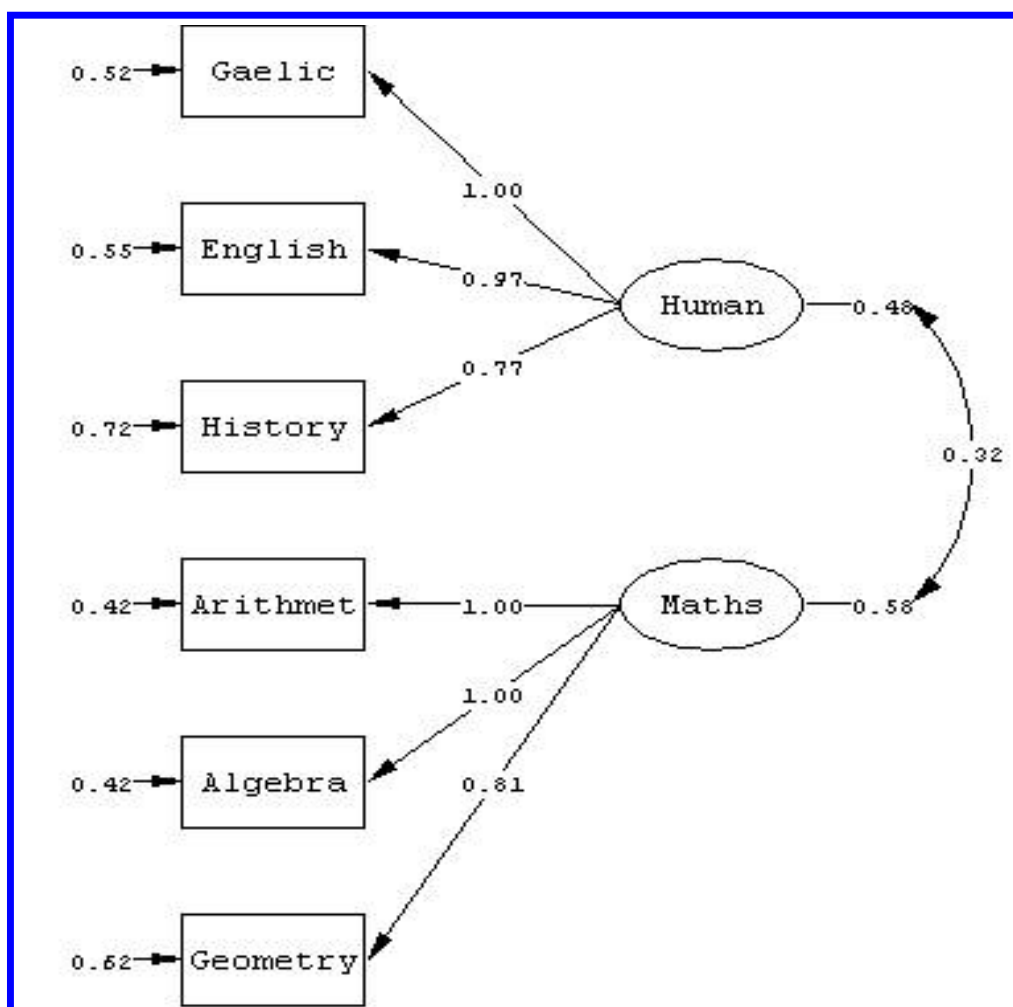 0.52 Gaelic
1.00
0.55 English
0.97
Human 0.48
0.77
0.72 History
0.32
0.42 Arithmet 1.00 Maths 0.58
1.00
0.42 Algebra 0.81
0.62 Geometry